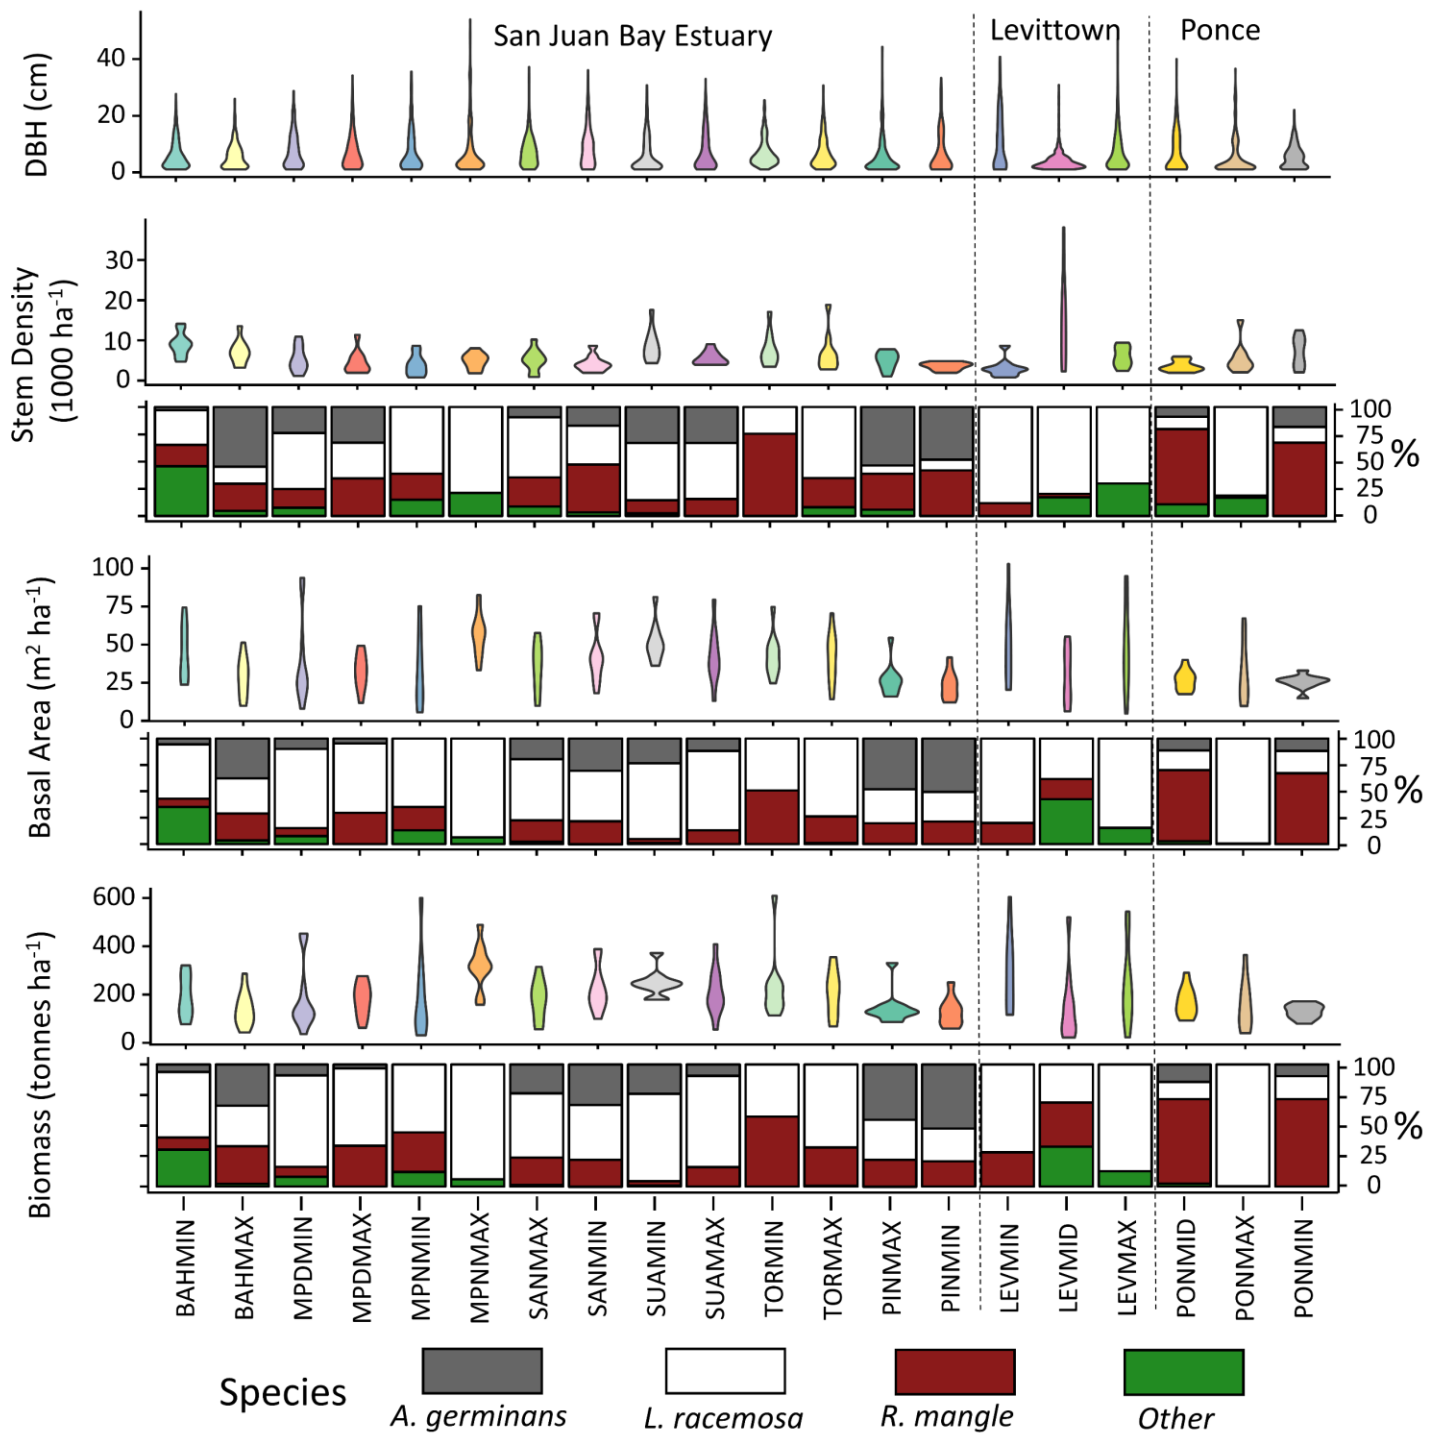 San Juan Bay Estuary
Levittown
Ponce
DBH (cm)
40
20
0
Stem Density
(1000 ha⁻¹)
30
20
10
0
100
75
50
25
0
%
Basal Area (m² ha⁻¹)
100
75
50
25
0
100
75
50
25
0
%
Biomass (tonnes ha⁻¹)
600
400
200
0
100
75
50
25
0
%
BAHMIN
BAHMAX
MPDMIN
MPDMAX
MPNMIN
MPNMAX
SANMAX
SANMIN
SUAMIN
SUAMAX
TORMIN
TORMAX
PINMAX
PINMIN
LEVMIN
LEVMID
LEVMAX
PONMID
PONMAX
PONMIN
Species
A. germinans
L. racemosa
R. mangle
Other